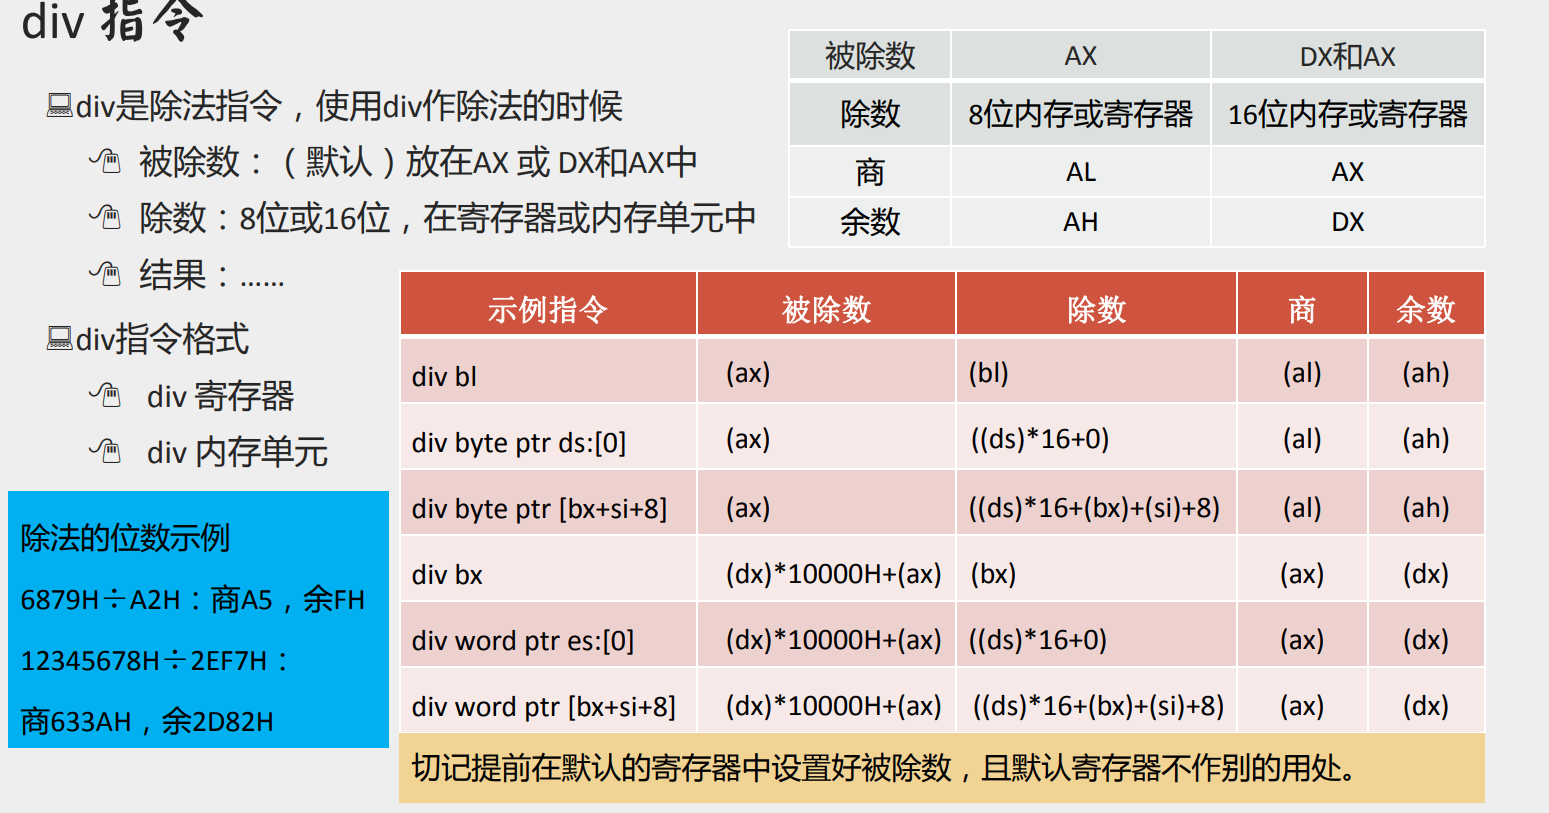 div 指令
div是除法指令，使用div作除法的时候
被除数：（默认）放在AX 或 DX和AX中
除数：8位或16位，在寄存器或内存单元中
结果：……
div指令格式
div 寄存器
div 内存单元
除法的位数示例
6879H÷A2H：商A5，余FH
12345678H÷2EF7H：
商633AH，余2D82H
被除数 AX DX和AX
除数 8位内存或寄存器 16位内存或寄存器
商 AL AX
余数 AH DX
示例指令 被除数 除数 商 余数
div bl (ax) (bl) (al) (ah)
div byte ptr ds:[0] (ax) ((ds)*16+0) (al) (ah)
div byte ptr [bx+si+8] (ax) ((ds)*16+(bx)+(si)+8) (al) (ah)
div bx (dx)*10000H+(ax) (bx) (ax) (dx)
div word ptr es:[0] (dx)*10000H+(ax) ((ds)*16+0) (ax) (dx)
div word ptr [bx+si+8] (dx)*10000H+(ax) ((ds)*16+(bx)+(si)+8) (ax) (dx)
切记提前在默认的寄存器中设置好被除数，且默认寄存器不作别的用处。